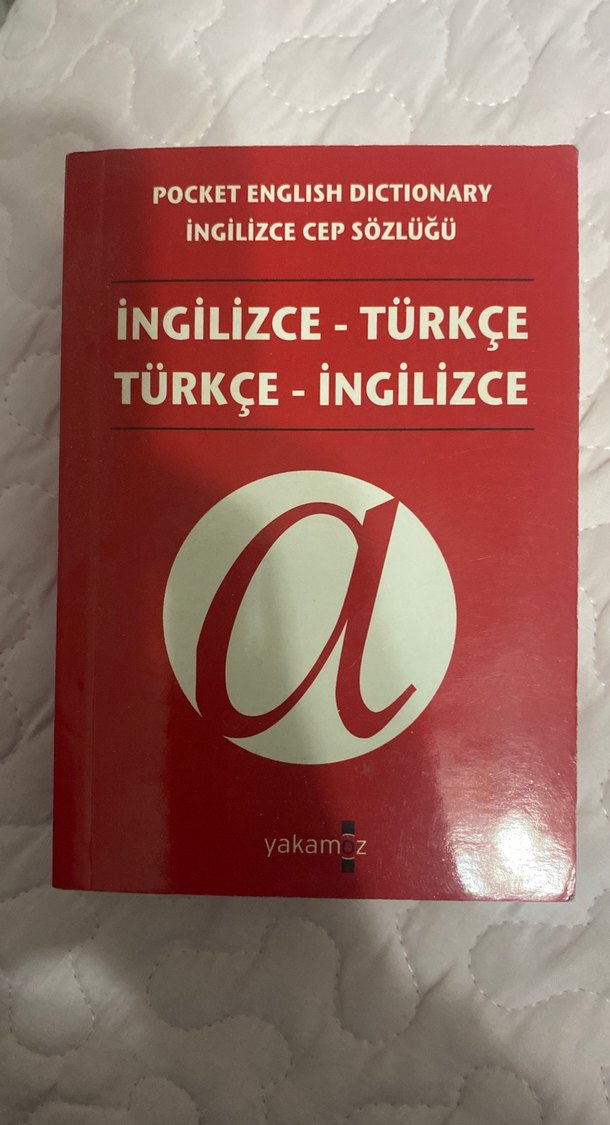 POCKET ENGLISH DICTIONARY
İNGİLİZCE CEP SÖZLÜĞÜ
İNGİLİZCE - TÜRKÇE
TÜRKÇE - İNGİLİZCE
a
yakamoz